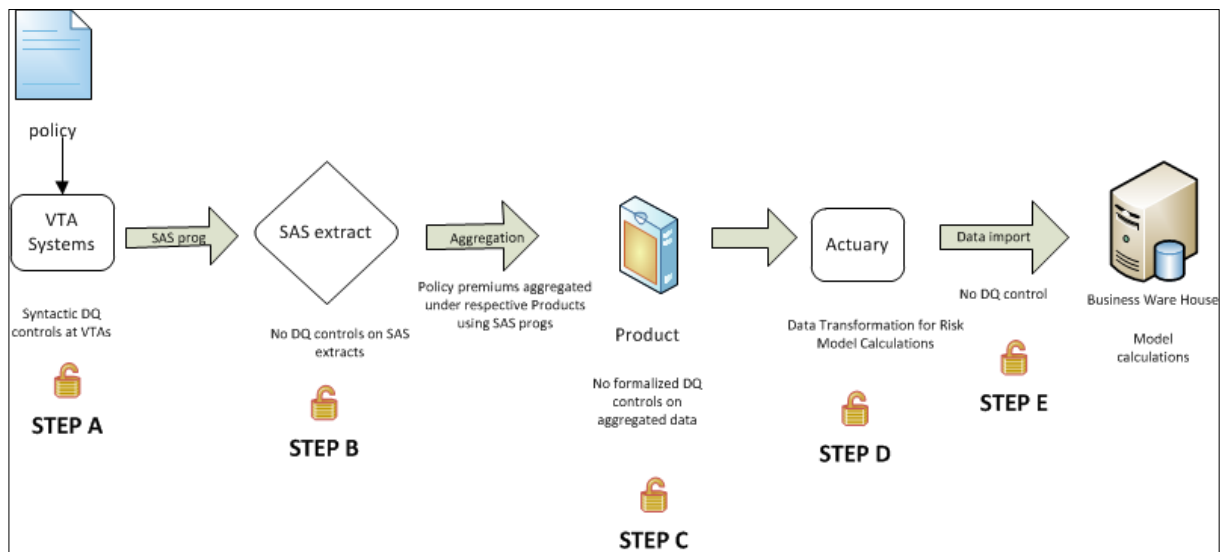 policy
VTA
Systems
SAS prog
SAS extract
Aggregation
Actuary
Data import
Syntactic DQ
controls at VTAs
STEP A
No DQ controls on SAS
extracts
STEP B
Policy premiums aggregated
under respective Products
using SAS progs
Product
No formalized DQ
controls on
aggregated data
STEP C
Data Transformation for Risk
Model Calculations
STEP D
No DQ control
STEP E
Business Ware House
Model
calculations